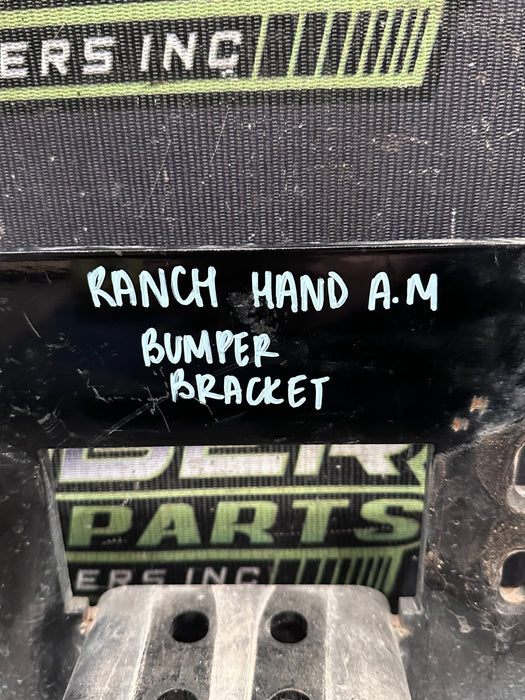 ERS INC
RANCH HAND A.M
BUMPER
BRACKET
PARTS
ERS INC